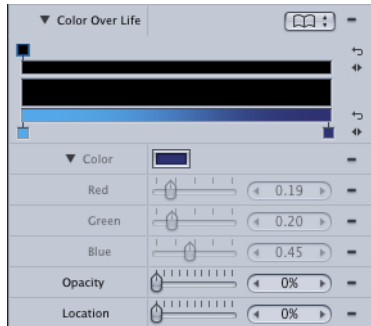 Color Over Life
Color
Red 0.19
Green 0.20
Blue 0.45
Opacity 0%
Location 0%